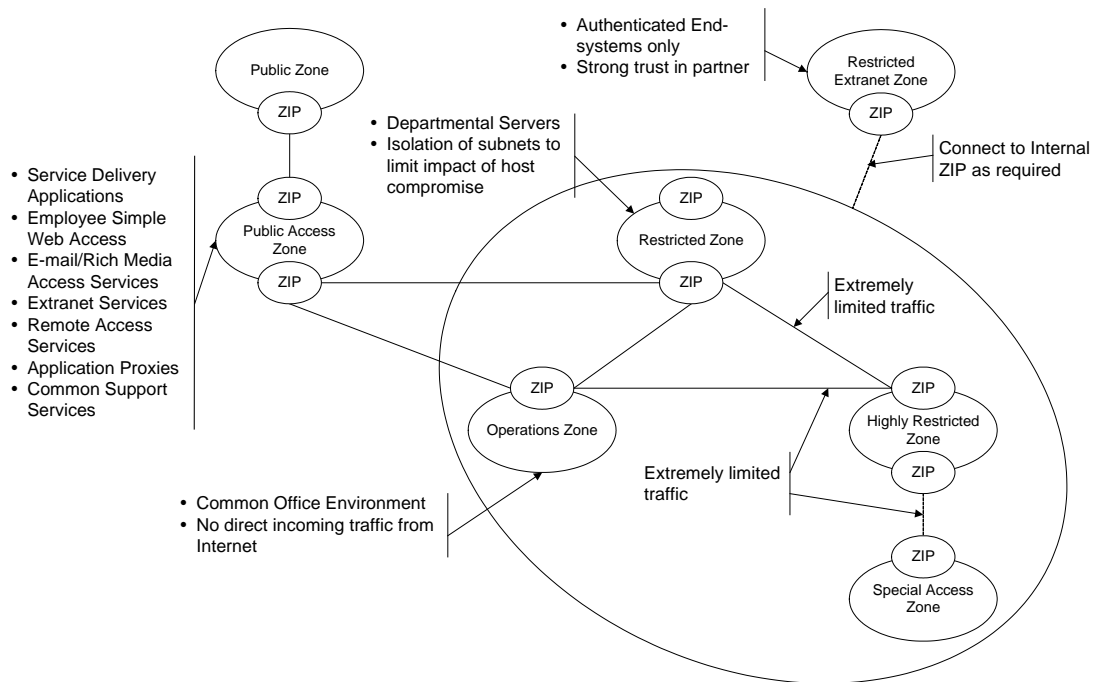 • Authenticated End-
systems only
• Strong trust in partner
Public Zone
ZIP
Restricted
Extranet Zone
ZIP
• Departmental Servers
• Isolation of subnets to
limit impact of host
compromise
Connect to Internal
ZIP as required
• Service Delivery
Applications
• Employee Simple
Web Access
• E-mail/Rich Media
Access Services
• Extranet Services
• Remote Access
Services
• Application Proxies
• Common Support
Services
ZIP
Public Access
Zone
ZIP
ZIP
Restricted Zone
ZIP
Extremely
limited traffic
ZIP
Operations Zone
ZIP
Highly Restricted
Zone
ZIP
Extremely limited
traffic
• Common Office Environment
• No direct incoming traffic from
Internet
ZIP
Special Access
Zone